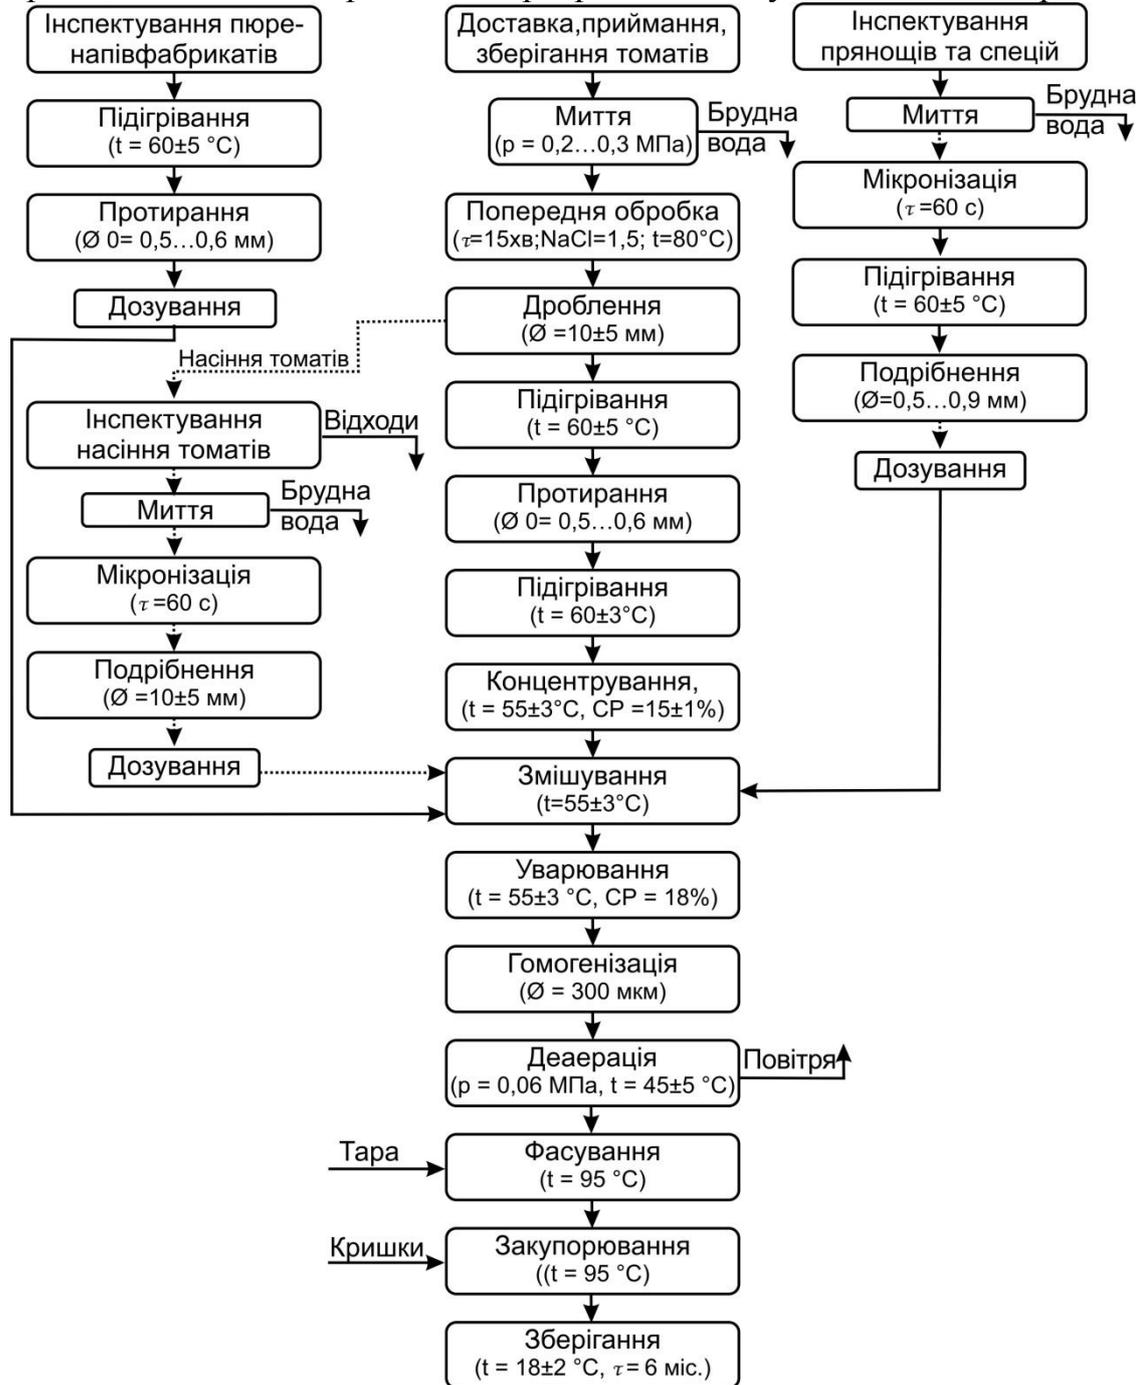 Інспектування пюре-
напівфабрикатів
Підігрівання
(t = 60±5 °C)
Протирання
(Ø 0= 0,5...0,6 мм)
Дозування
Доставка,приймання,
зберігання томатів
Миття
(р = 0,2...0,3 МПа)
Брудна
вода
Попередня обробка
(τ=15хв;NaCl=1,5; t=80°C)
Дроблення
(Ø =10±5 мм)
Насіння томатів
Інспектування
насіння томатів
Відходи
Миття
Брудна
вода
Мікронізація
(τ =60 с)
Подрібнення
(Ø =10±5 мм)
Дозування
Підігрівання
(t = 60±5 °C)
Протирання
(Ø 0= 0,5...0,6 мм)
Підігрівання
(t = 60±3°C)
Концентрування,
(t = 55±3°C, СР =15±1%)
Інспектування
прянощів та спецій
Миття
Брудна
вода
Мікронізація
(τ =60 с)
Підігрівання
(t = 60±5 °C)
Подрібнення
(Ø=0,5...0,9 мм)
Дозування
Змішування
(t=55±3°C)
Уварювання
(t = 55±3 °C, СР = 18%)
Гомогенізація
(Ø = 300 мкм)
Деаерація
(р = 0,06 МПа, t = 45±5 °C)
Повітря
Тара
Фасування
(t = 95 °C)
Кришки
Закупорювання
((t = 95 °C)
Зберігання
(t = 18±2 °C, τ= 6 міс.)